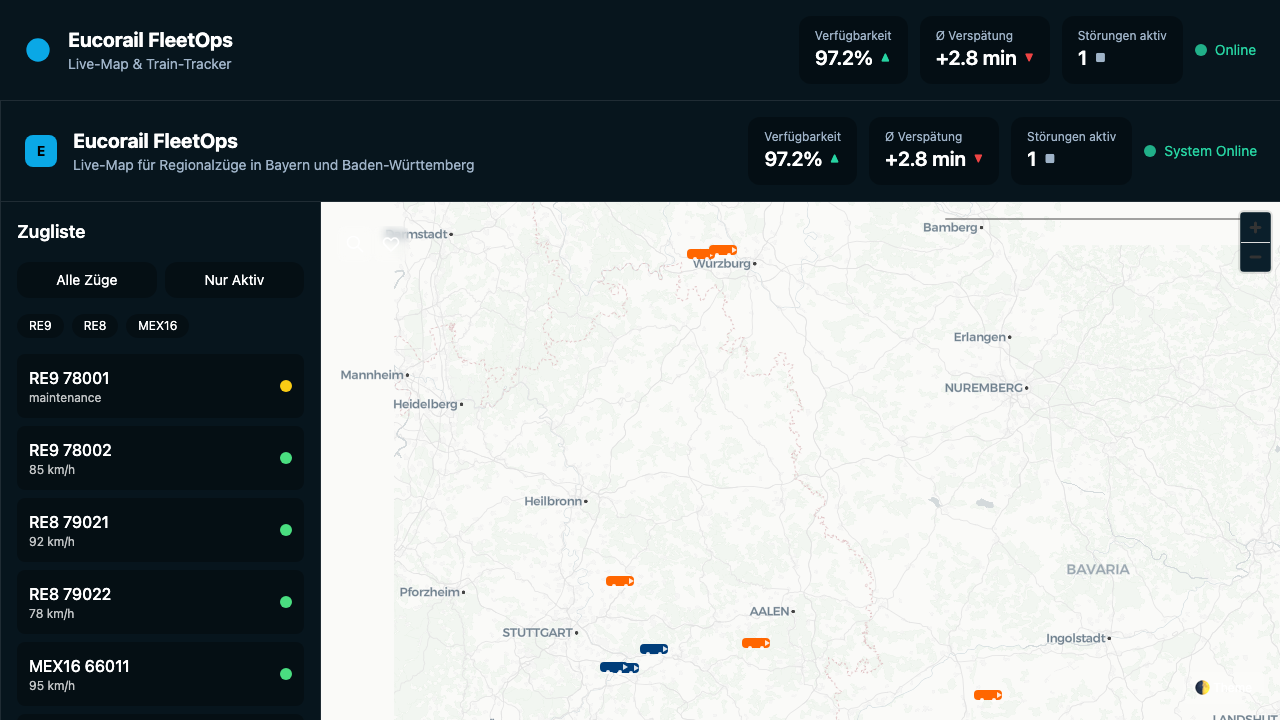 Eucorail FleetOps
Live-Map & Train-Tracker
Verfügbarkeit
97.2% ▲
Ø Verspätung
+2.8 min ▼
Störungen aktiv
1 ■
Online
E
Eucorail FleetOps
Live-Map für Regionalzüge in Bayern und Baden-Württemberg
Verfügbarkeit
97.2% ▲
Ø Verspätung
+2.8 min ▼
Störungen aktiv
1 ■
System Online
Zugliste
Alle Züge
Nur Aktiv
RE9
RE8
MEX16
RE9 78001
maintenance
RE9 78002
85 km/h
RE8 79021
92 km/h
RE8 79022
78 km/h
MEX16 66011
95 km/h
Bamberg
+
−
Würzburg
Erlangen
Mannheim
NUREMBERG
Heidelberg
Heilbronn
BAVARIA
Pforzheim
AALEN
STUTTGART
Ingolstadt
LANDSHUT